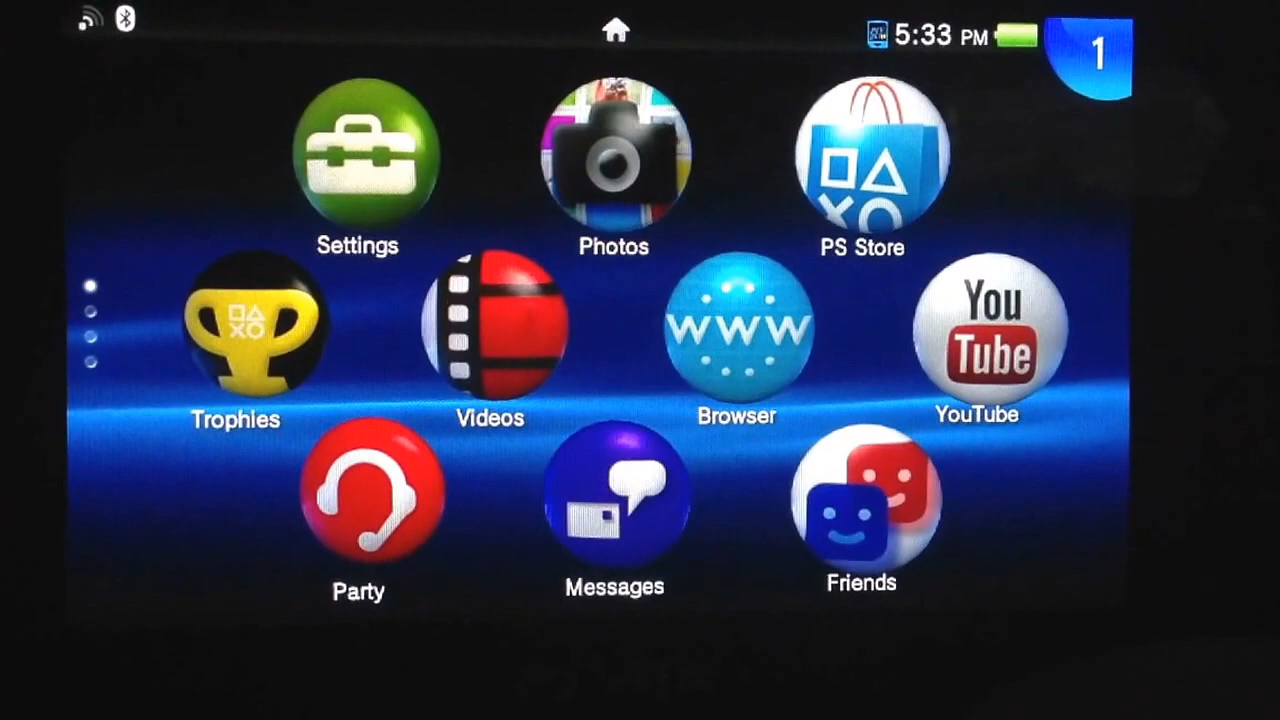 5:33 PM
1
Settings
Photos
PS Store
WWW
You
Tube
Trophies
Videos
Browser
YouTube
Party
Messages
Friends